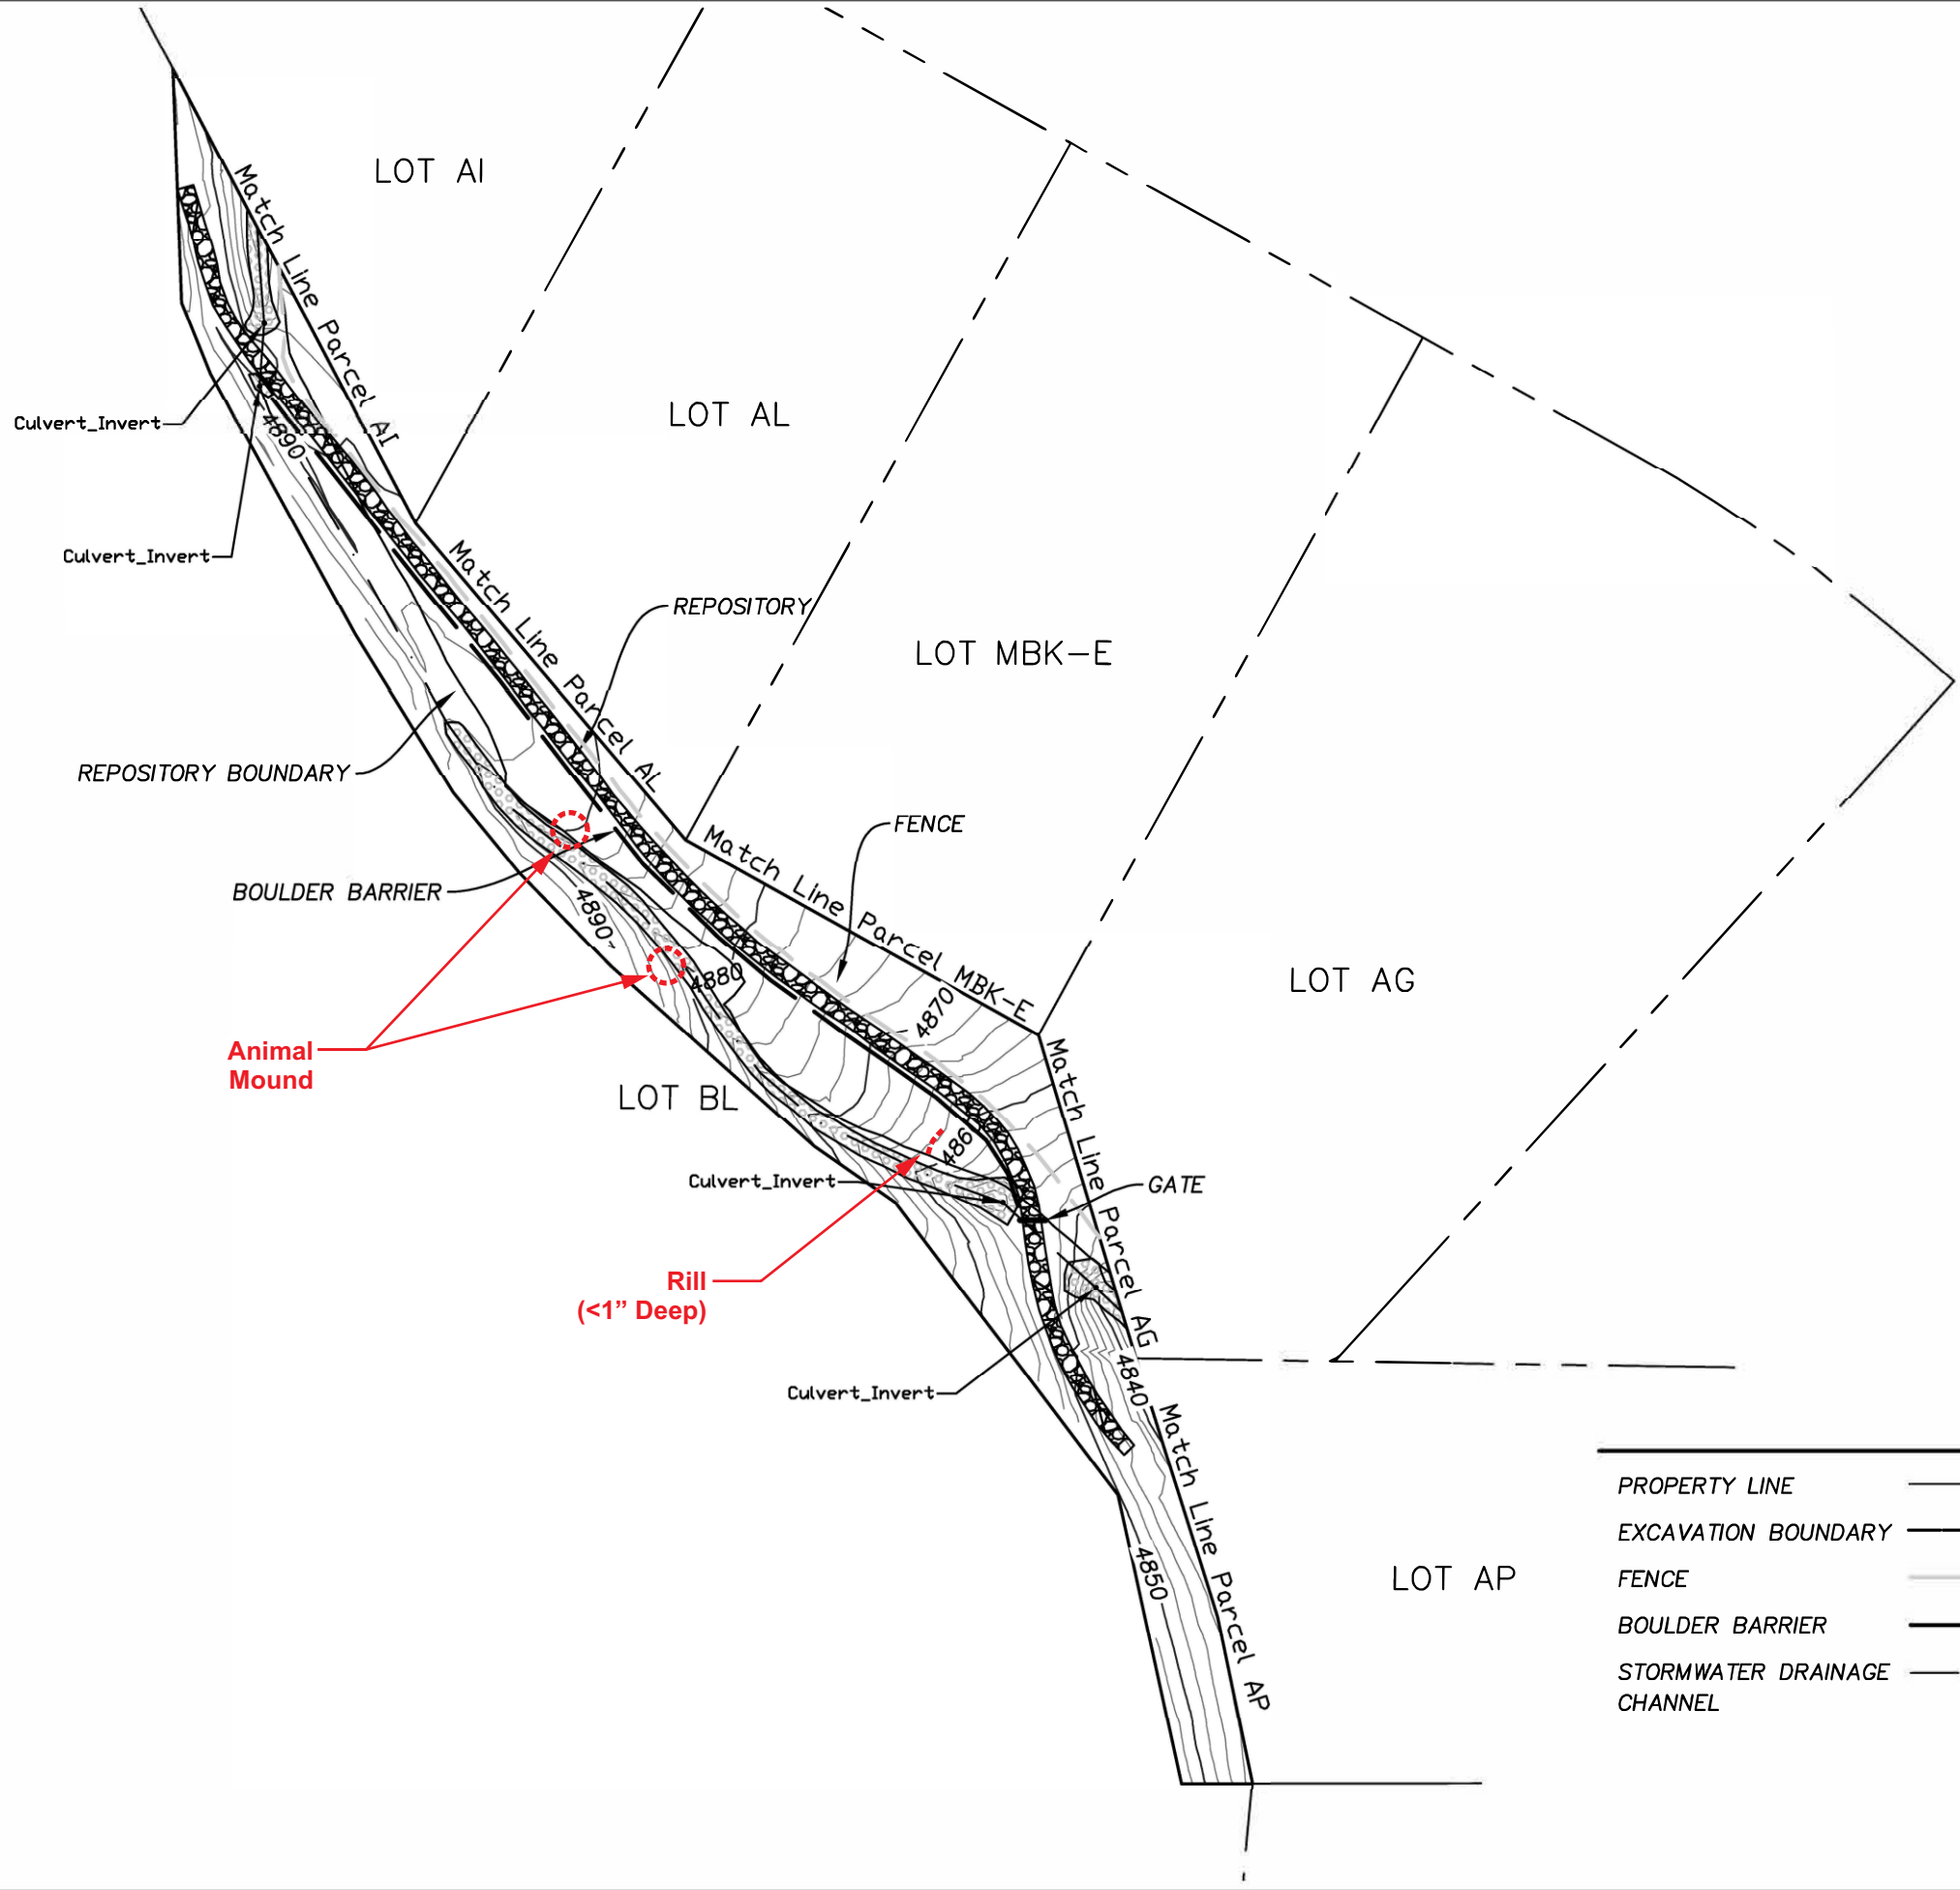 LOT AI
Match Line Parcel AI
LOT AL
Culvert_Invert
4890
Culvert_Invert
Match Line Parcel AL
REPOSITORY
LOT MBK-E
REPOSITORY BOUNDARY
FENCE
Match Line Parcel MBK-E
BOULDER BARRIER
4890
4880
LOT AG
4870
Animal
Mound
LOT BL
Match Line Parcel AG
486
Culvert_Invert
GATE
Rill
(<1” Deep)
4840
Culvert_Invert
Match Line Parcel AP
PROPERTY LINE
EXCAVATION BOUNDARY
4850
LOT AP
FENCE
BOULDER BARRIER
STORMWATER DRAINAGE
CHANNEL